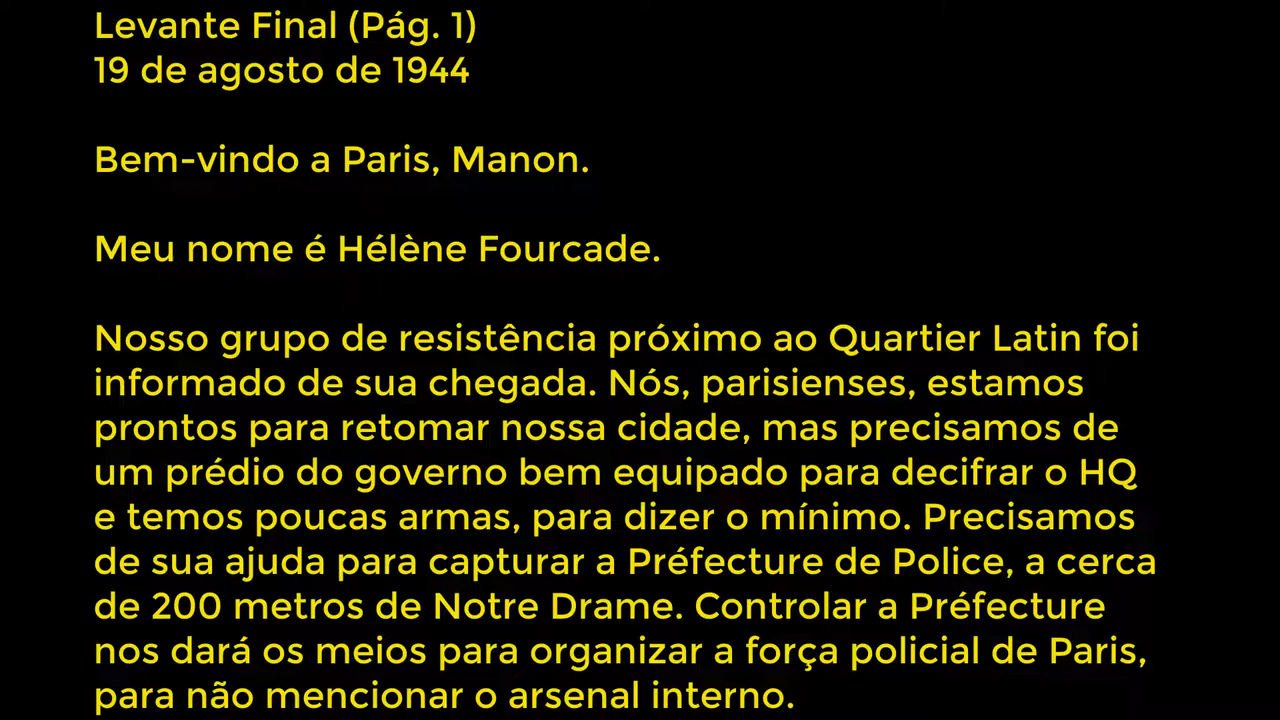 Levante Final (Pág. 1)
19 de agosto de 1944
Bem-vindo a Paris, Manon.
Meu nome é Hélène Fourcade.
Nosso grupo de resistência próximo ao Quartier Latin foi
informado de sua chegada. Nós, parisienses, estamos
prontos para retomar nossa cidade, mas precisamos de
um prédio do governo bem equipado para decifrar o HQ
e temos poucas armas, para dizer o mínimo. Precisamos
de sua ajuda para capturar a Préfecture de Police, a cerca
de 200 metros de Notre Drame. Controlar a Préfecture
nos dará os meios para organizar a força policial de Paris,
para não mencionar o arsenal interno.